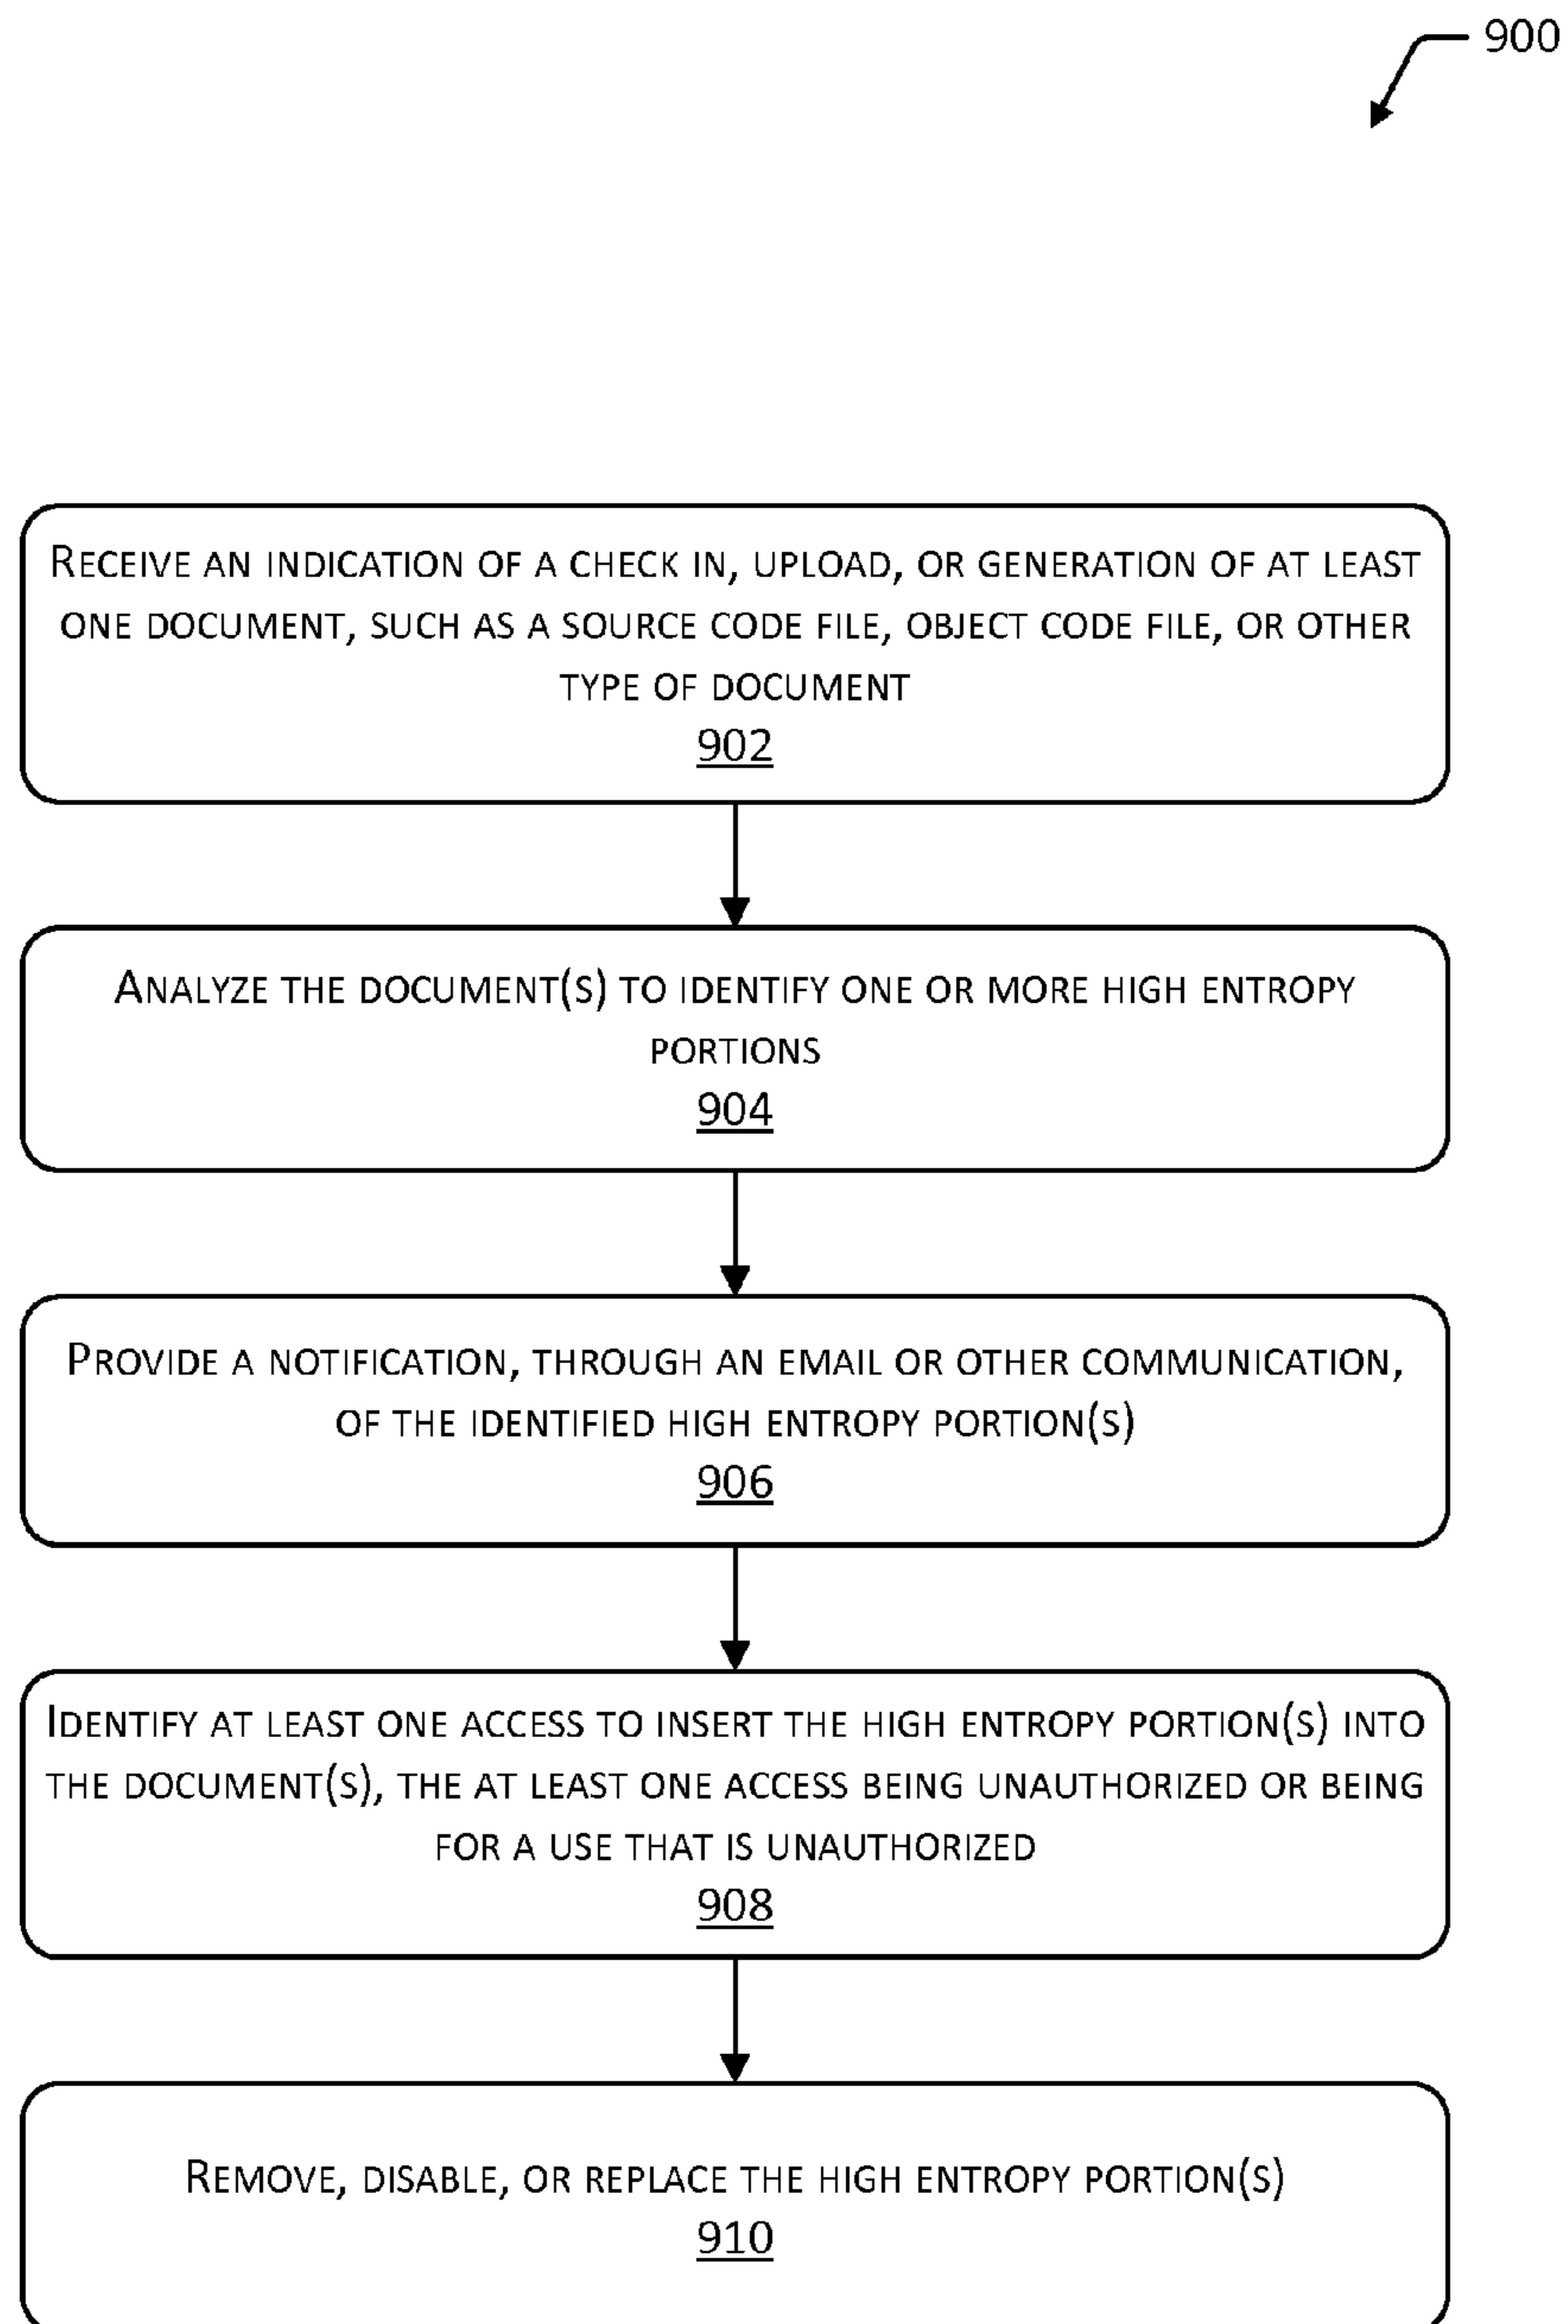 900
Receive an indication of a check in, upload, or generation of at least
one document, such as a source code file, object code file, or other
type of document
902
Analyze the document(s) to identify one or more high entropy
portions
904
Provide a notification, through an email or other communication,
of the identified high entropy portion(s)
906
Identify at least one access to insert the high entropy portion(s) into
the document(s), the at least one access being unauthorized or being
for a use that is unauthorized
908
Remove, disable, or replace the high entropy portion(s)
910